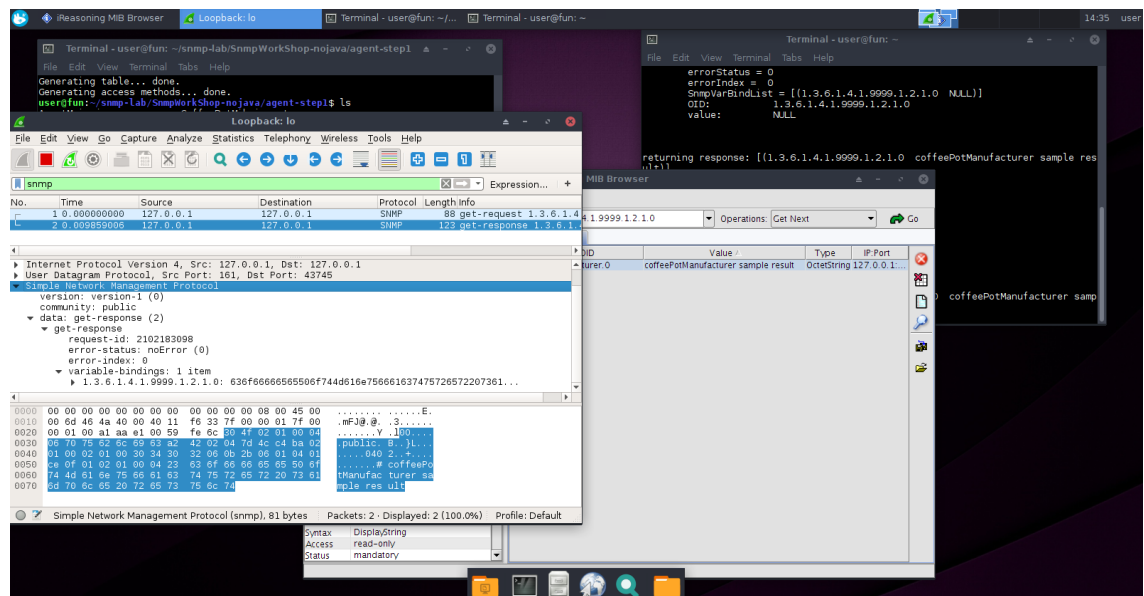 iReasoning MIB Browser
Loopback: lo
Terminal - user@fun: ~/...
Terminal - user@fun: ~
14:35 user
Terminal - user@fun: ~/snmp-lab/SnmpWorkShop-nojava/agent-step1
File Edit View Terminal Tabs Help
Generating table... done.
Generating access methods... done.
user@fun:~/snmp-lab/SnmpWorkShop-nojava/agent-step1$ ls
Terminal - user@fun: ~
File Edit View Terminal Tabs Help
errorStatus = 0
errorIndex = 0
SnmpVarBindList = [(1.3.6.1.4.1.9999.1.2.1.0 NULL)]
OID: 1.3.6.1.4.1.9999.1.2.1.0
value: NULL
returning response: [(1.3.6.1.4.1.9999.1.2.1.0 coffeePotManufacturer sample res
ult)]
0 coffeePotManufacturer samp
Loopback: lo
File Edit View Go Capture Analyze Statistics Telephony Wireless Tools Help
snmp
Expression... +
No. Time Source Destination Protocol Length Info
1 0.000000000 127.0.0.1 127.0.0.1 SNMP 88 get-request 1.3.6.1.4
2 0.009859006 127.0.0.1 127.0.0.1 SNMP 123 get-response 1.3.6.1.
Internet Protocol Version 4, Src: 127.0.0.1, Dst: 127.0.0.1
User Datagram Protocol, Src Port: 161, Dst Port: 43745
Simple Network Management Protocol
version: version-1 (0)
community: public
data: get-response (2)
get-response
request-id: 2102183098
error-status: noError (0)
error-index: 0
variable-bindings: 1 item
1.3.6.1.4.1.9999.1.2.1.0: 636f66666565506f744d616e75666163747572657220​7361...
0000 00 00 00 00 00 00 00 00 00 00 00 00 08 00 45 00 ........ ......E.
0010 00 6d 46 4a 40 00 40 11 f6 33 7f 00 00 01 7f 00 .mFJ@.@. .3......
0020 00 01 00 a1 aa e1 00 59 fe 6c 30 4f 02 01 00 04 .......Y .l0O....
0030 06 70 75 62 6c 69 63 a2 42 02 04 7d 4c c4 ba 02 .public. B..}L...
0040 01 00 02 01 00 30 34 30 32 06 0b 2b 06 01 04 01 .....040 2..+....
0050 ce 0f 01 02 01 00 04 23 63 6f 66 66 65 65 50 6f .......# coffeePo
0060 74 4d 61 6e 75 66 61 63 74 75 72 65 72 20 73 61 tManufac turer sa
0070 6d 70 6c 65 20 72 65 73 75 6c 74 mple res ult
Simple Network Management Protocol (snmp), 81 bytes
Packets: 2 · Displayed: 2 (100.0%)
Profile: Default
MIB Browser
4.1.9999.1.2.1.0
Operations: Get Next
Go
OID Value Type IP:Port
turer.0 coffeePotManufacturer sample result OctetString 127.0.0.1:...
Syntax DisplayString
Access read-only
Status mandatory